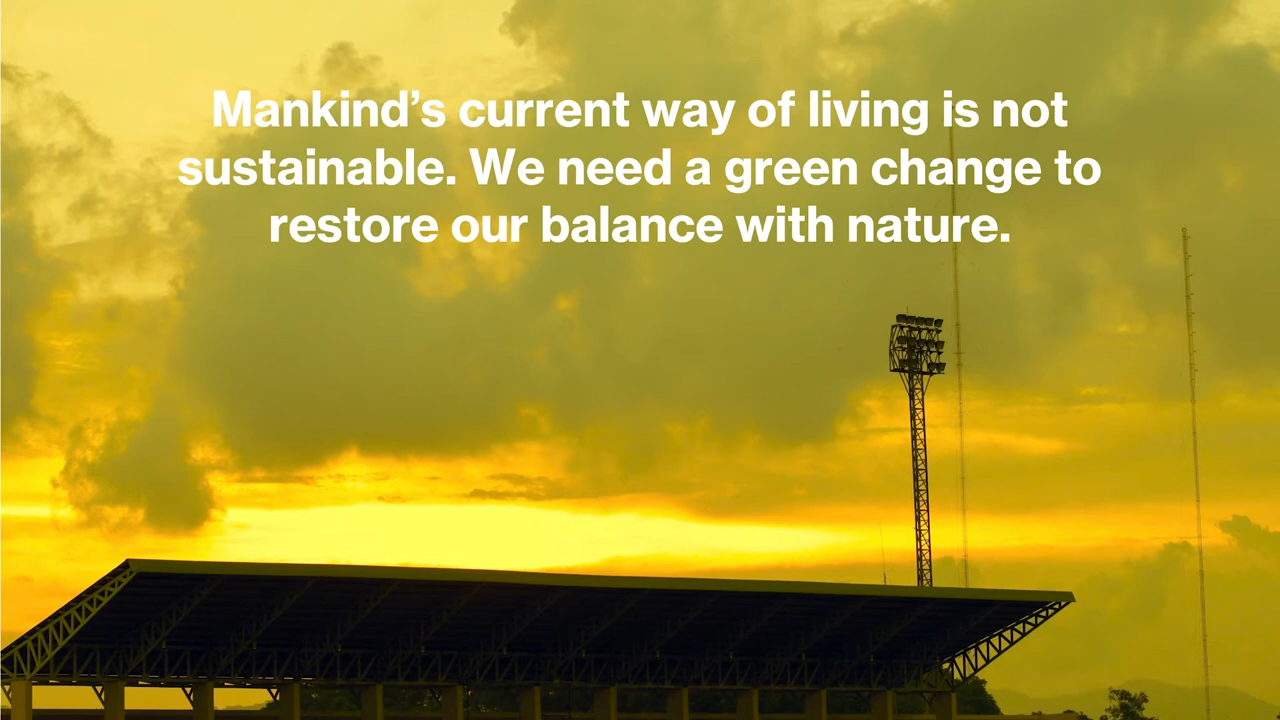 Mankind’s current way of living is not
sustainable. We need a green change to
restore our balance with nature.